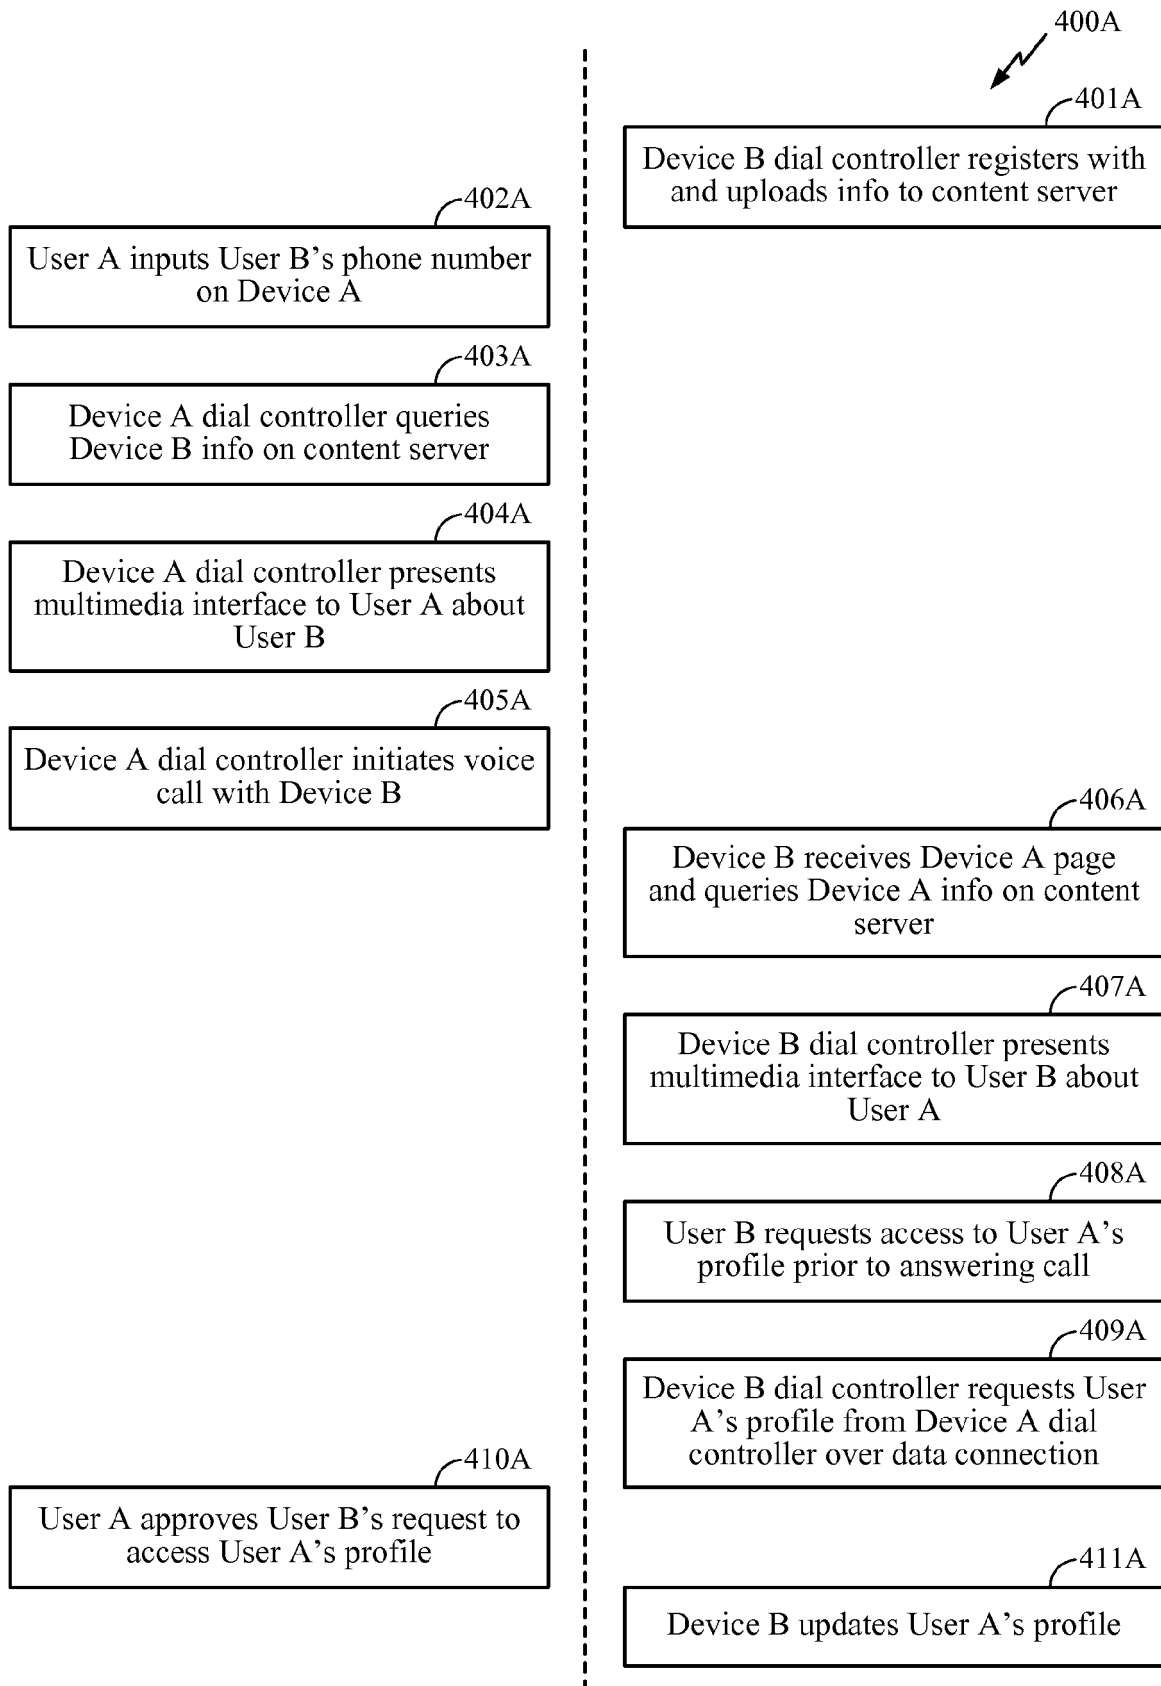 400A
401A
Device B dial controller registers with
and uploads info to content server
402A
User A inputs User B’s phone number
on Device A
403A
Device A dial controller queries
Device B info on content server
404A
Device A dial controller presents
multimedia interface to User A about
User B
405A
Device A dial controller initiates voice
call with Device B
406A
Device B receives Device A page
and queries Device A info on content
server
407A
Device B dial controller presents
multimedia interface to User B about
User A
408A
User B requests access to User A’s
profile prior to answering call
409A
Device B dial controller requests User
A’s profile from Device A dial
controller over data connection
410A
User A approves User B’s request to
access User A’s profile
411A
Device B updates User A’s profile